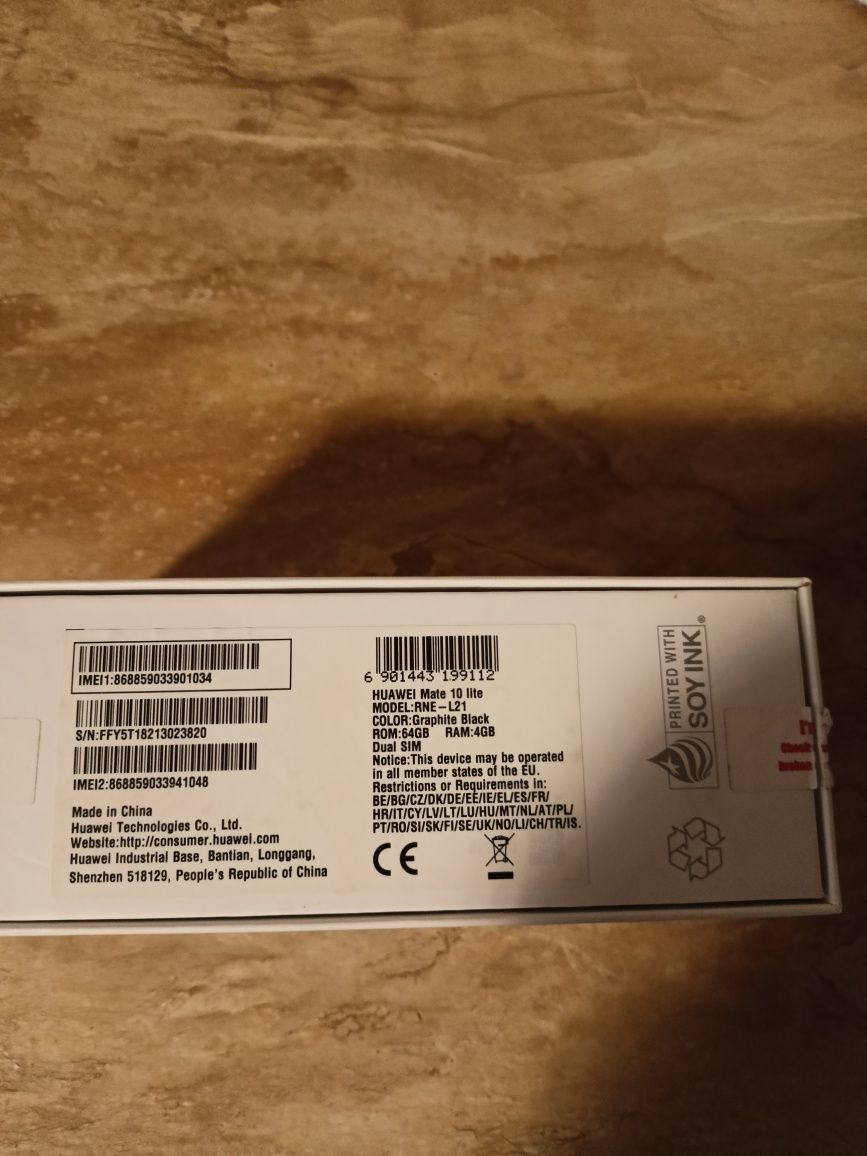 IMEI1:868859033901034
S/N:FFY5T18213023820
IMEI2:868859033941048
Made in China
Huawei Technologies Co., Ltd.
Website:http://consumer.huawei.com
Huawei Industrial Base, Bantian, Longgang,
Shenzhen 518129, People's Republic of China
6 901443 199112
HUAWEI Mate 10 lite
MODEL:RNE-L21
COLOR:Graphite Black
ROM:64GB RAM:4GB
Dual SIM
Notice:This device may be operated
in all member states of the EU.
Restrictions or Requirements in:
BE/BG/CZ/DK/DE/EE/IE/EL/ES/FR/
HR/IT/CY/LV/LT/LU/HU/MT/NL/AT/PL/
PT/RO/SI/SK/FI/SE/UK/NO/LI/CH/TR/IS.
CE
PRINTED WITH
SOY INK®
broken